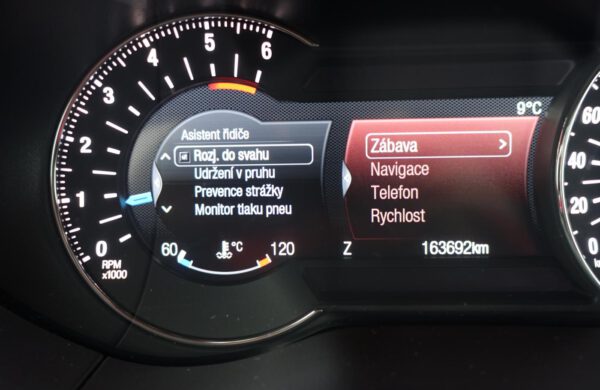 0
1
2
3
4
5
6
RPM
x1000
Asistent řidiče
Rozj. do svahu
Udržení v pruhu
Prevence strážky
Monitor tlaku pneu
60 °C 120
9°C
Zábava >
Navigace
Telefon
Rychlost
Z 163692km
60
40
20
0